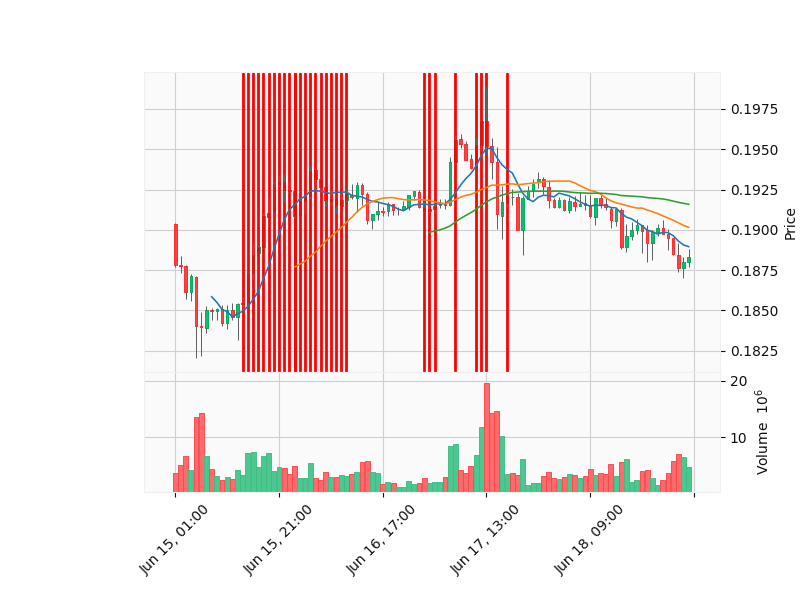 0.1975
0.1950
0.1925
0.1900
0.1875
0.1850
0.1825
Price
20
10
Volume 10⁶
Jun 15, 01:00
Jun 15, 21:00
Jun 16, 17:00
Jun 17, 13:00
Jun 18, 09:00